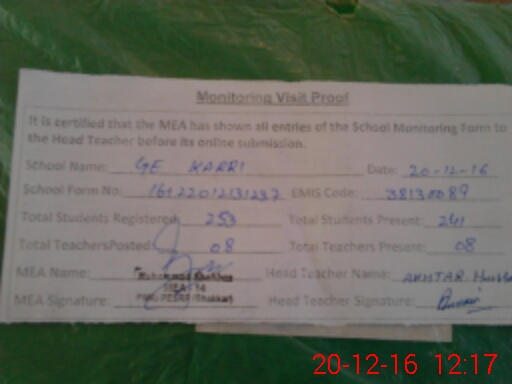 Monitoring Visit Proof
It is certified that the MEA has shown all entries of the School Monitoring Form to
the Head Teacher before its online submission.
School Name: GE KARRI Date: 20-12-16
School Form No: EMIS Code: 38130089
Total Students Registered: 253 Total Students Present: 241
Total Teachers Posted: 08 Total Teachers Present: 08
MEA Name: Muhammad Head Teacher Name: AKHTAR
MEA Signature: (Bhakkar) Head Teacher Signature:
20-12-16 12:17